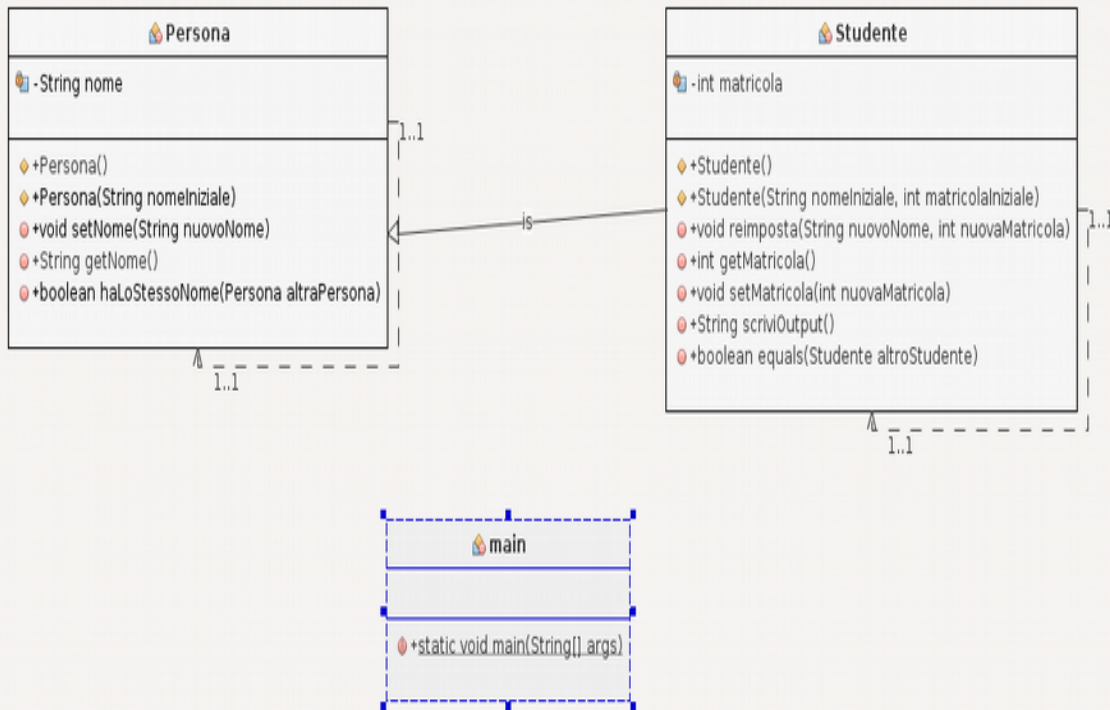 Persona
-String nome
1..1
+Persona()
+Persona(String nomeIniziale)
+void setNome(String nuovoNome)
+String getNome()
+boolean haLoStessoNome(Persona altraPersona)
1..1
is
Studente
-int matricola
+Studente()
+Studente(String nomeIniziale, int matricolaIniziale)
+void reimposta(String nuovoNome, int nuovaMatricola)
1..1
+int getMatricola()
+void setMatricola(int nuovaMatricola)
+String scriviOutput()
+boolean equals(Studente altroStudente)
1..1
main
+static void main(String[] args)